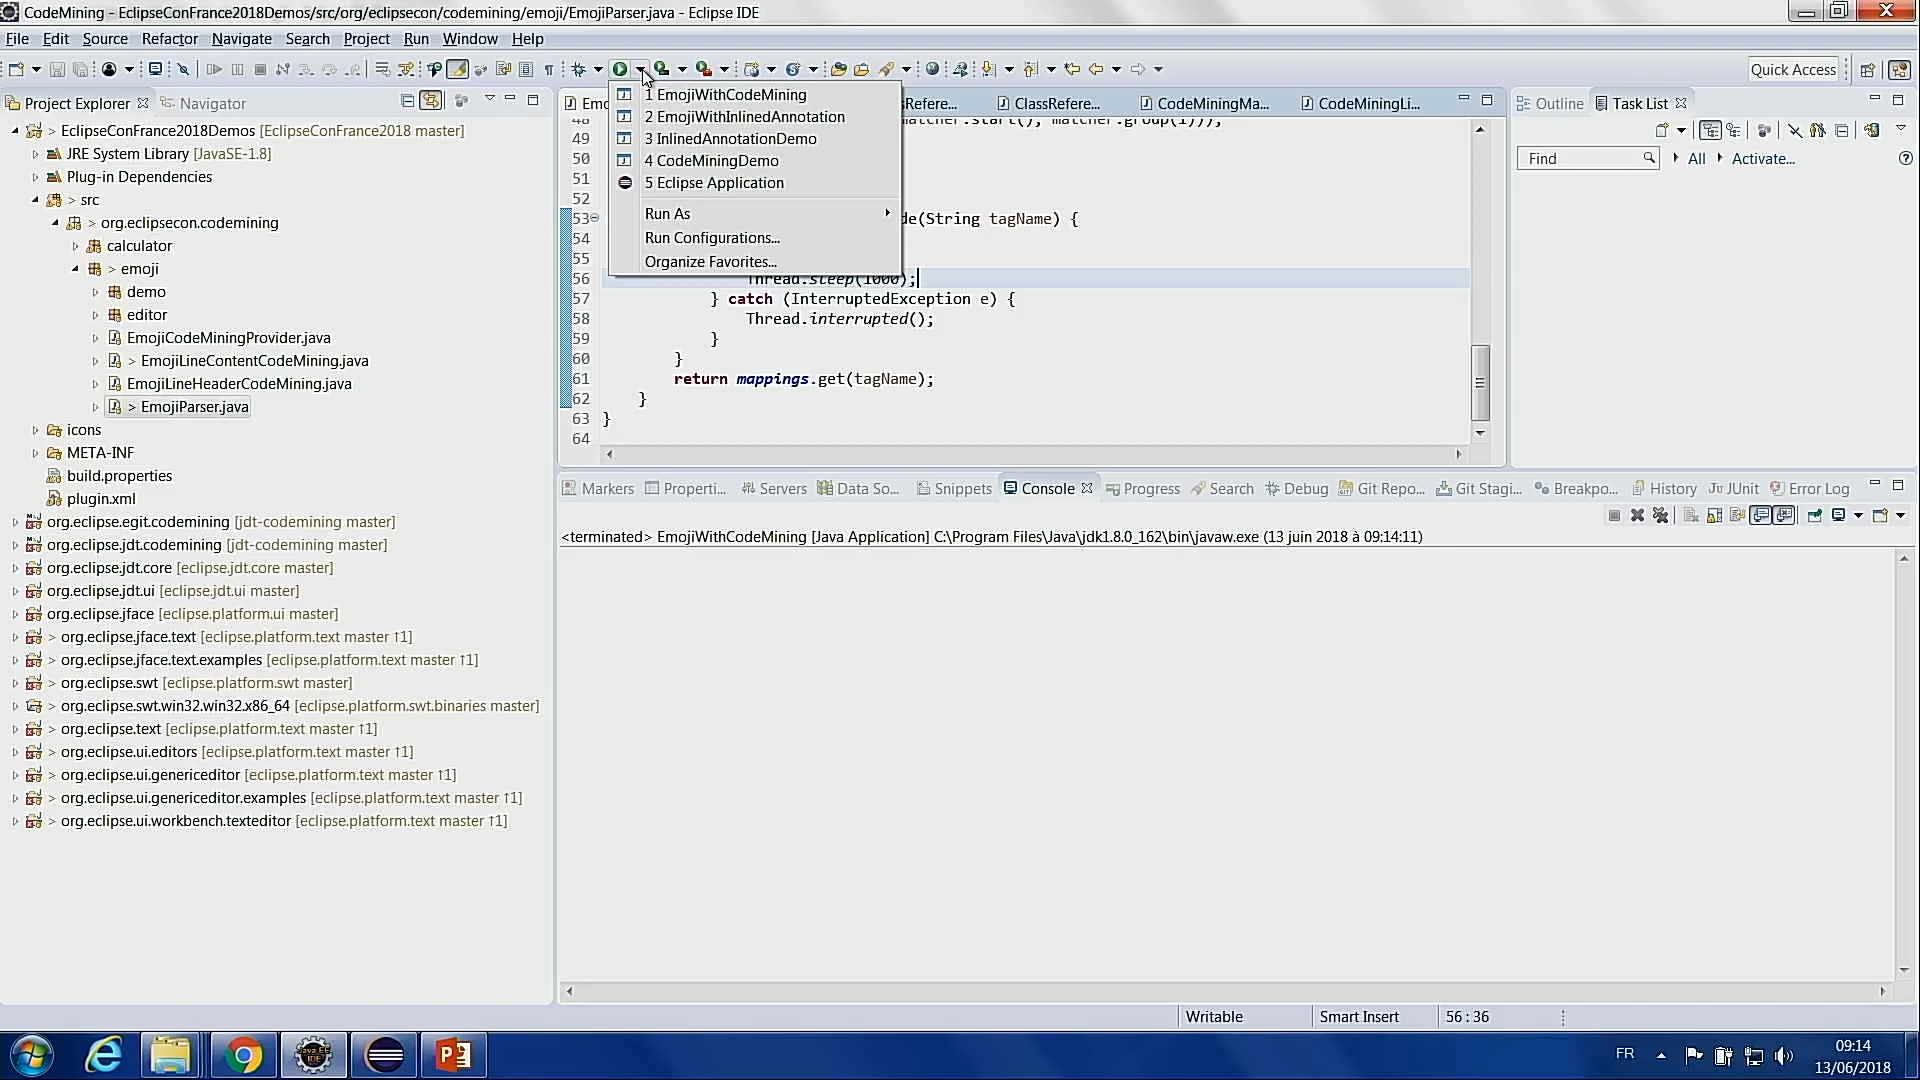 CodeMining - EclipseConFrance2018Demos/src/org/eclipsecon/codemining/emoji/EmojiParser.java - Eclipse IDE
File Edit Source Refactor Navigate Search Project Run Window Help
Quick Access
Project Explorer
Navigator
EclipseConFrance2018Demos [EclipseConFrance2018 master]
JRE System Library [JavaSE-1.8]
Plug-in Dependencies
> src
> org.eclipsecon.codemining
calculator
> emoji
demo
editor
EmojiCodeMiningProvider.java
> EmojiLineContentCodeMining.java
EmojiLineHeaderCodeMining.java
> EmojiParser.java
icons
META-INF
build.properties
plugin.xml
org.eclipse.egit.codemining [jdt-codemining master]
org.eclipse.jdt.codemining [jdt-codemining master]
org.eclipse.jdt.core [eclipse.jdt.core master]
org.eclipse.jdt.ui [eclipse.jdt.ui master]
org.eclipse.jface [eclipse.platform.ui master]
> org.eclipse.jface.text [eclipse.platform.text master ↑1]
> org.eclipse.jface.text.examples [eclipse.platform.text master ↑1]
> org.eclipse.swt [eclipse.platform.swt master]
> org.eclipse.swt.win32.win32.x86_64 [eclipse.platform.swt.binaries master]
> org.eclipse.text [eclipse.platform.text master ↑1]
> org.eclipse.ui.editors [eclipse.platform.text master ↑1]
> org.eclipse.ui.genericeditor [eclipse.platform.text master ↑1]
> org.eclipse.ui.genericeditor.examples [eclipse.platform.text master ↑1]
> org.eclipse.ui.workbench.texteditor [eclipse.platform.text master ↑1]
1 EmojiWithCodeMining
2 EmojiWithInlinedAnnotation
3 InlinedAnnotationDemo
4 CodeMiningDemo
5 Eclipse Application
Run As
Run Configurations...
Organize Favorites...
ClassRefere...
CodeMiningMa...
CodeMiningLi...
48 matcher.start(), matcher.group(1)));
49
50
51
52
53 de(String tagName) {
54
55
56 Thread.sleep(1000);
57 } catch (InterruptedException e) {
58 Thread.interrupted();
59 }
60 }
61 return mappings.get(tagName);
62 }
63 }
64
Outline
Task List
Find
All
Activate...
Markers
Properti...
Servers
Data So...
Snippets
Console
Progress
Search
Debug
Git Repo...
Git Stagi...
Breakpo...
History
JUnit
Error Log
<terminated> EmojiWithCodeMining [Java Application] C:\Program Files\Java\jdk1.8.0_162\bin\javaw.exe (13 juin 2018 à 09:14:11)
Writable
Smart Insert
56 : 36
FR
09:14
13/06/2018